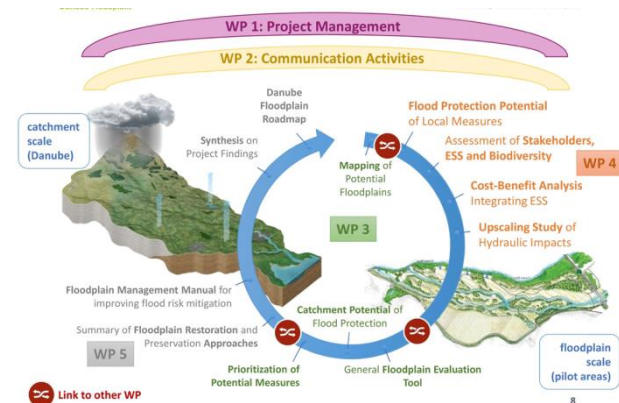 Danube Floodplain
WP 1: Project Management
WP 2: Communication Activities
Danube
Floodplain
Roadmap
catchment
scale
(Danube)
Synthesis on
Project Findings
Mapping of
Potential
Floodplains
Flood Protection Potential
of Local Measures
Assessment of Stakeholders,
ESS and Biodiversity
WP 4
Cost-Benefit Analysis
Integrating ESS
WP 3
Upscaling Study of
Hydraulic Impacts
Floodplain Management Manual for
improving flood risk mitigation
Catchment Potential
of Flood Protection
Summary of Floodplain Restoration and
Preservation Approaches
WP 5
Prioritization of
Potential Measures
General Floodplain Evaluation
Tool
floodplain
scale
(pilot areas)
Link to other WP
8